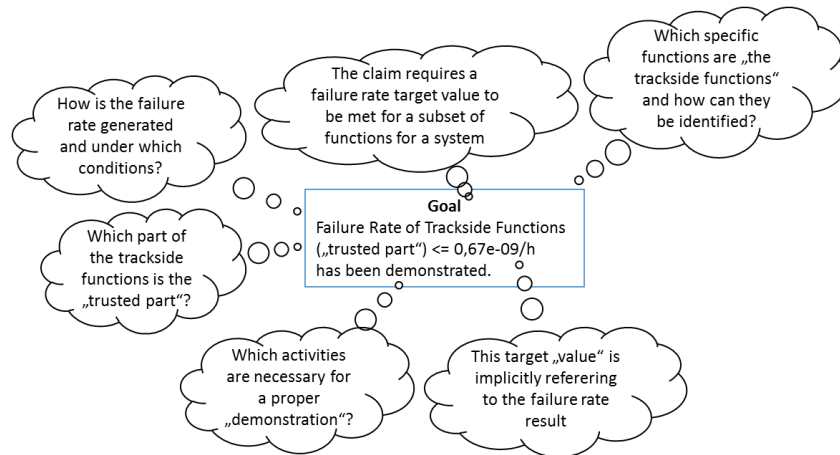 Which specific
functions are „the
trackside functions“
and how can they
be identified?
The claim requires a
failure rate target value to
be met for a subset of
functions for a system
How is the failure
rate generated
and under which
conditions?
Goal
Failure Rate of Trackside Functions
(„trusted part“) <= 0,67e-09/h
has been demonstrated.
Which part of
the trackside
functions is the
„trusted part“?
Which activities
are necessary for
a proper
„demonstration“?
This target „value“ is
implicitly referering
to the failure rate
result